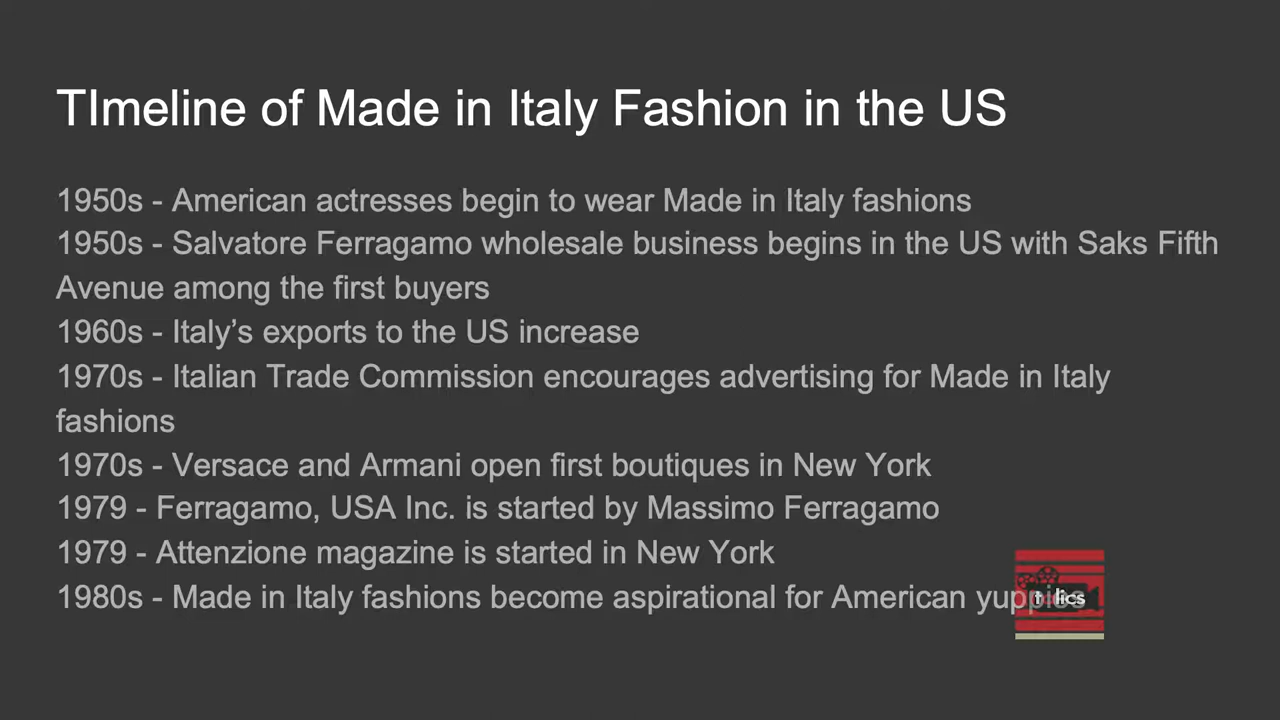 TImeline of Made in Italy Fashion in the US
1950s - American actresses begin to wear Made in Italy fashions
1950s - Salvatore Ferragamo wholesale business begins in the US with Saks Fifth
Avenue among the first buyers
1960s - Italy's exports to the US increase
1970s - Italian Trade Commission encourages advertising for Made in Italy
fashions
1970s - Versace and Armani open first boutiques in New York
1979 - Ferragamo, USA Inc. is started by Massimo Ferragamo
1979 - Attenzione magazine is started in New York
1980s - Made in Italy fashions become aspirational for American yuppies